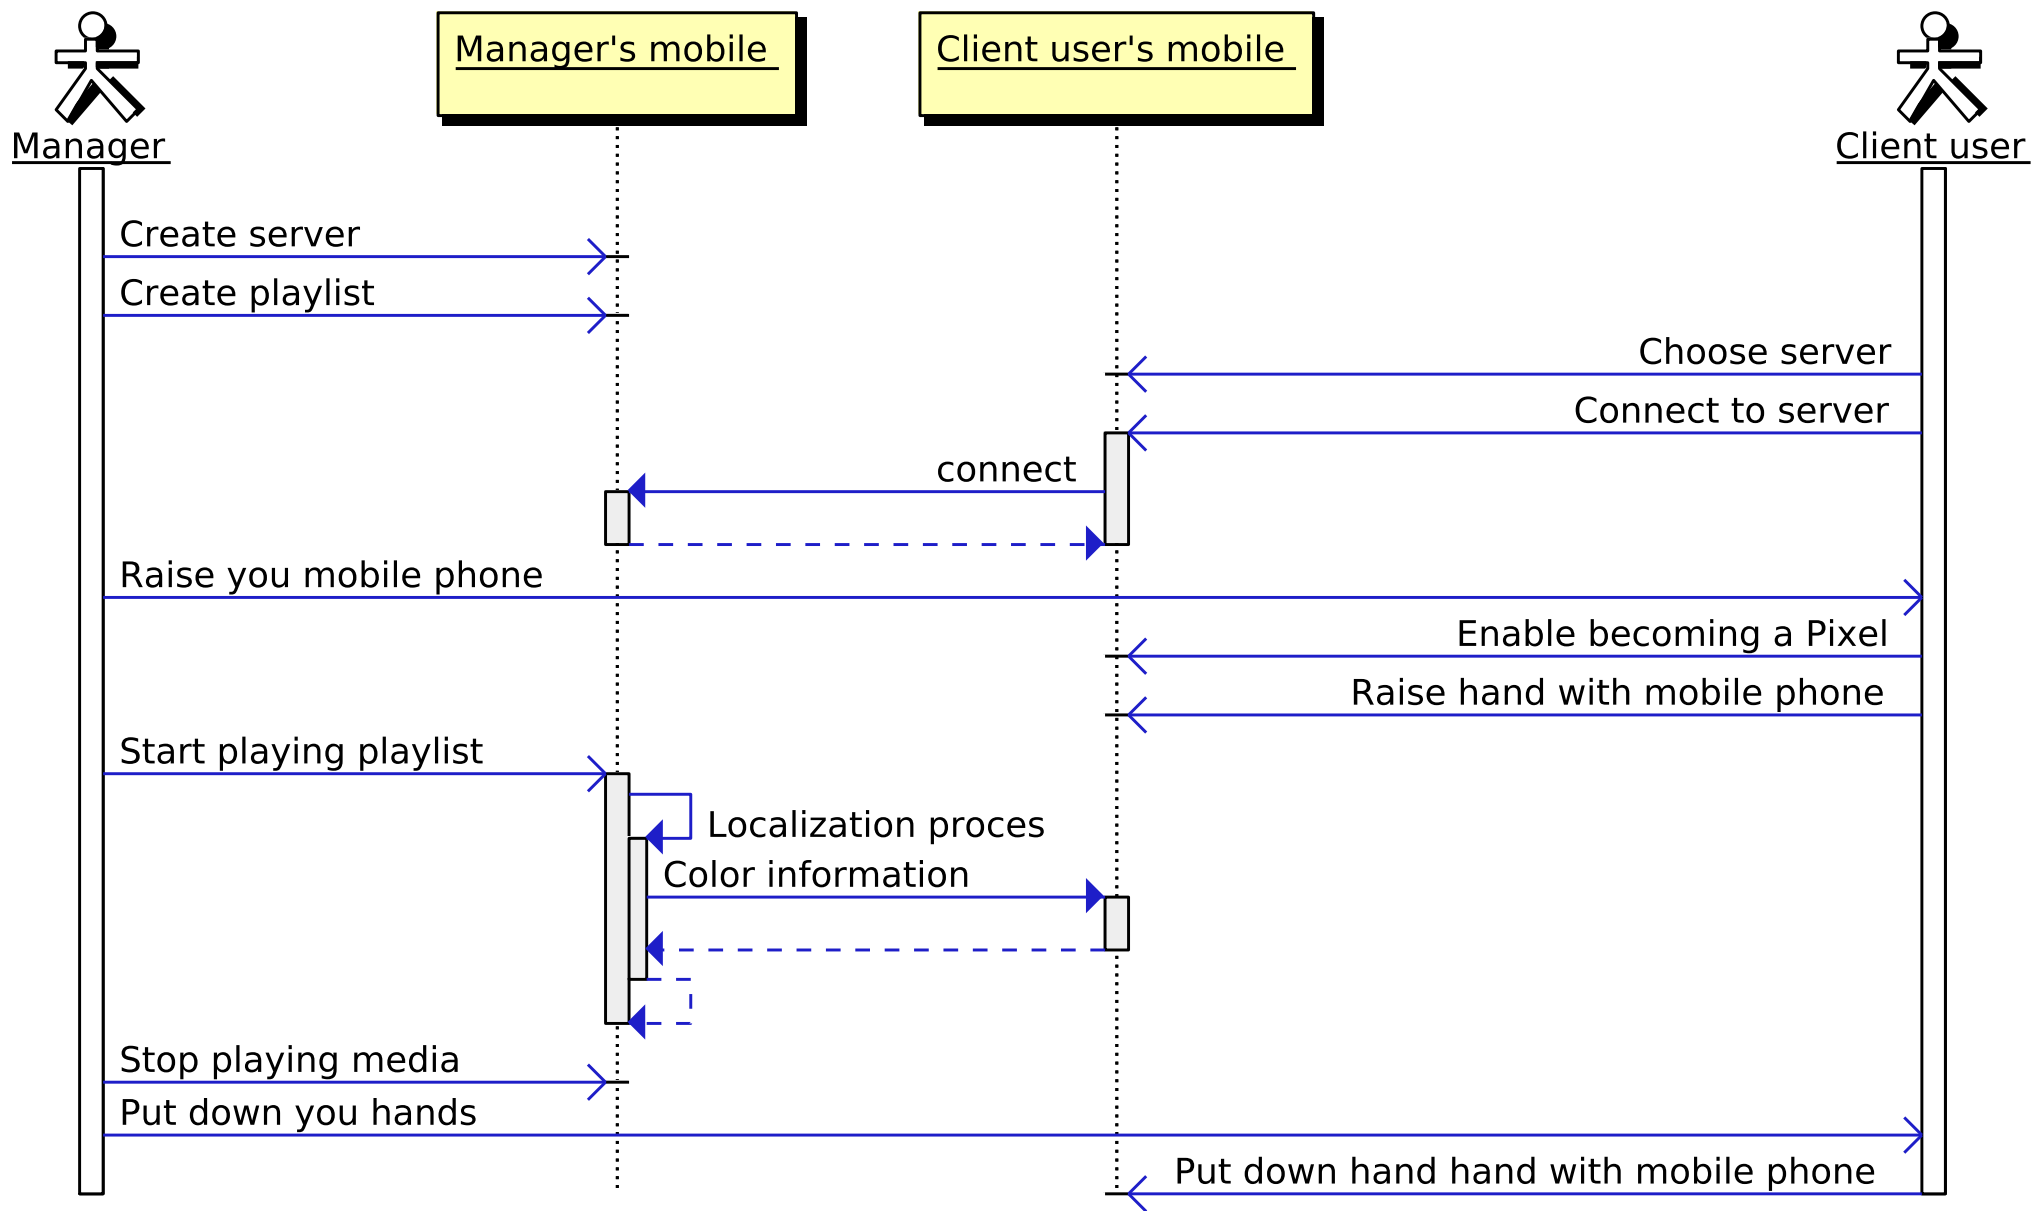 Manager's mobile
Client user's mobile
Manager
Client user
Create server
Create playlist
Choose server
Connect to server
connect
Raise you mobile phone
Enable becoming a Pixel
Raise hand with mobile phone
Start playing playlist
Localization proces
Color information
Stop playing media
Put down you hands
Put down hand hand with mobile phone